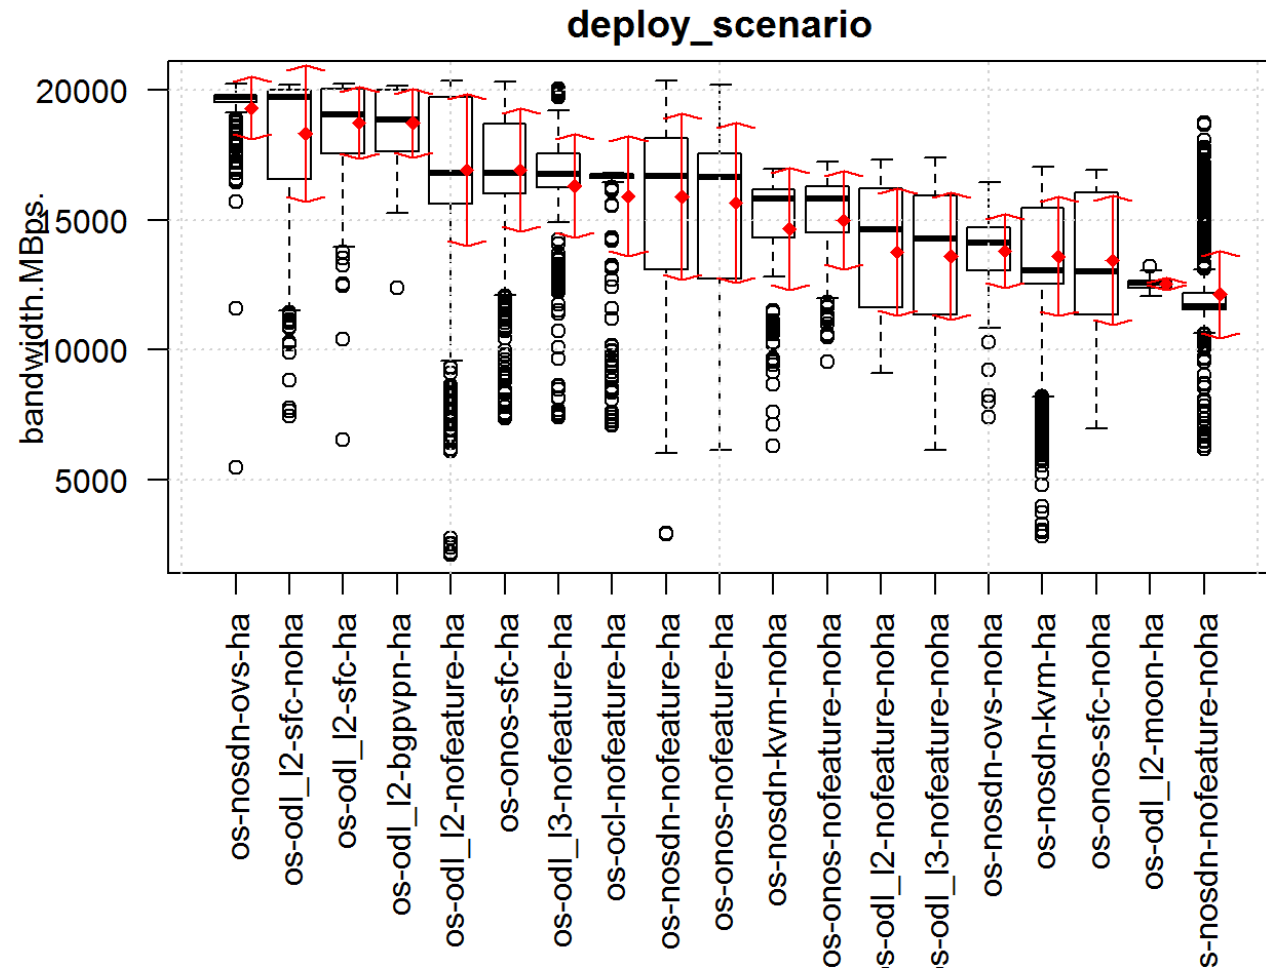 deploy_scenario
bandwidth.MBps.
20000
15000
10000
5000
os-nosdn-ovs-ha
os-odl_l2-sfc-noha
os-odl_l2-sfc-ha
os-odl_l2-bgpvpn-ha
os-odl_l2-nofeature-ha
os-onos-sfc-ha
os-odl_l3-nofeature-ha
os-ocl-nofeature-ha
os-nosdn-nofeature-ha
os-onos-nofeature-ha
os-nosdn-kvm-noha
os-onos-nofeature-noha
os-odl_l2-nofeature-noha
os-odl_l3-nofeature-noha
os-nosdn-ovs-noha
os-nosdn-kvm-ha
os-onos-sfc-noha
os-odl_l2-moon-ha
s-nosdn-nofeature-noha